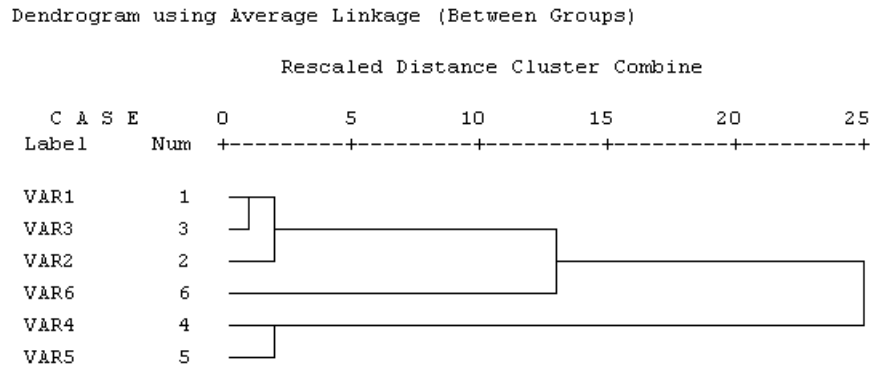 Dendrogram using Average Linkage (Between Groups)
Rescaled Distance Cluster Combine
C A S E 0 5 10 15 20 25
Label Num +---------+---------+---------+---------+---------+
VAR1 1
VAR3 3
VAR2 2
VAR6 6
VAR4 4
VAR5 5